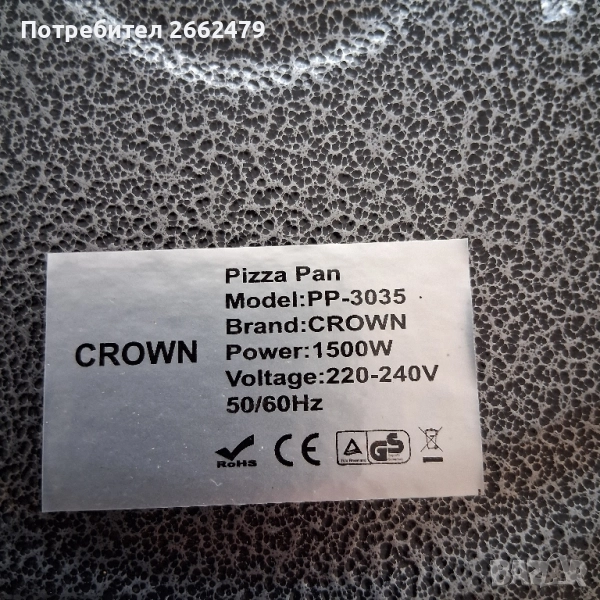 Потребител 2662479
Pizza Pan
Model:PP-3035
Brand:CROWN
CROWN
Power:1500W
Voltage:220-240V
50/60Hz
RoHS
CE
GS
BAZAR